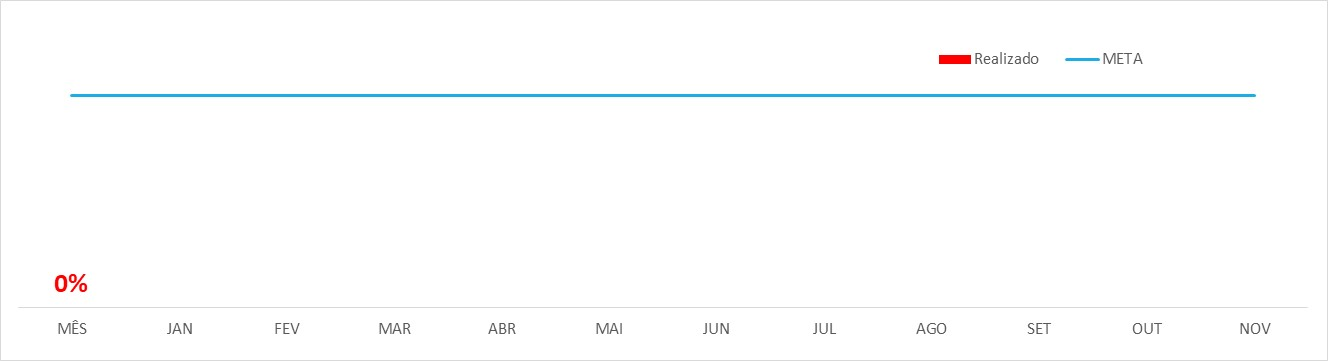 Realizado META
0%
MÊS JAN FEV MAR ABR MAI JUN JUL AGO SET OUT NOV